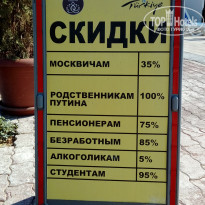 Türkiye
СКИДКИ
МОСКВИЧАМ 35%
РОДСТВЕННИКАМ
ПУТИНА 100%
ПЕНСИОНЕРАМ 75%
БЕЗРАБОТНЫМ 85%
АЛКОГОЛИКАМ 5%
СТУДЕНТАМ 95%